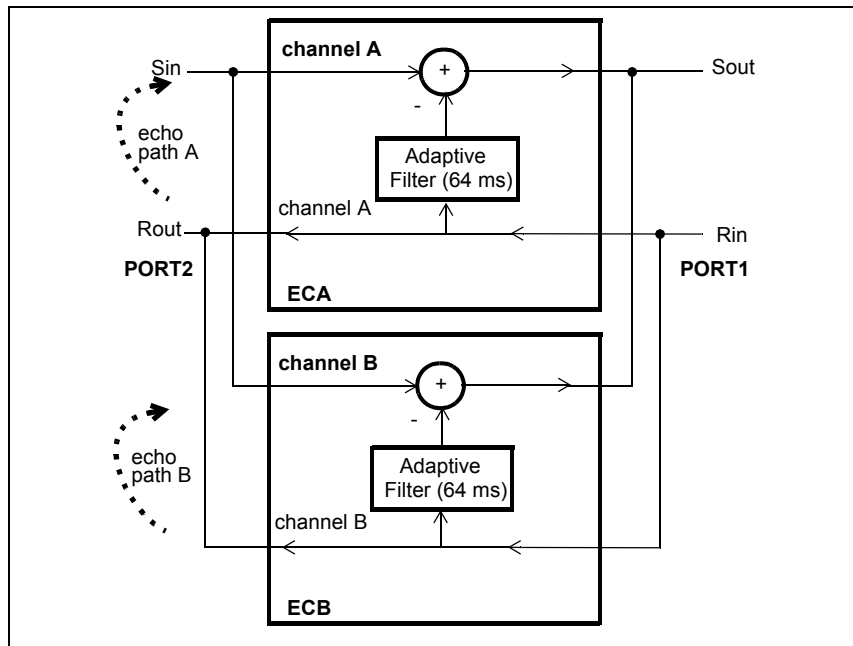 channel A
Sin
+
Sout
-
echo
path A
Adaptive
Filter (64 ms)
channel A
Rout
Rin
PORT2
PORT1
ECA
channel B
+
-
echo
path B
Adaptive
Filter (64 ms)
channel B
ECB